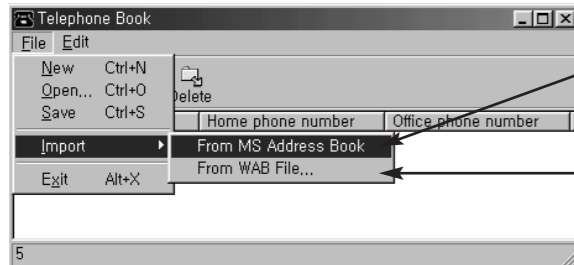 Telephone Book
File Edit
New Ctrl+N
Open... Ctrl+O
Save Ctrl+S
Import
Exit Alt+X
Delete
Home phone number Office phone number
From MS Address Book
From WAB File...
5